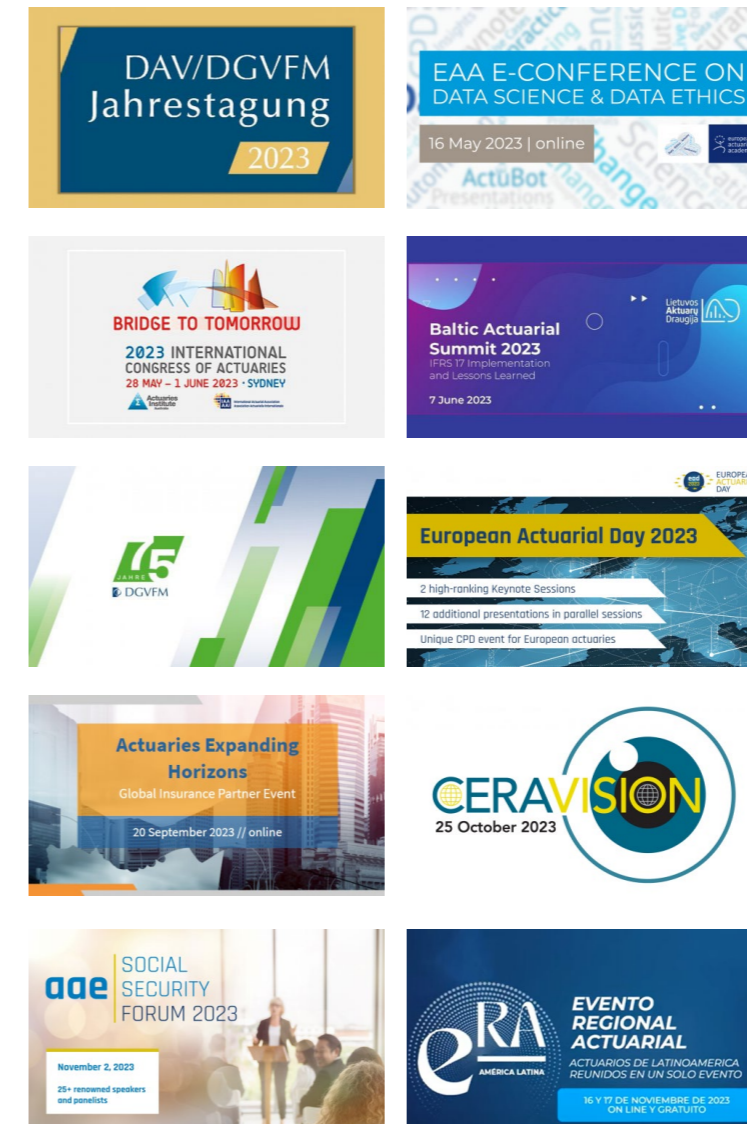 DAV/DGVFM
Jahrestagung
2023
EAA E-CONFERENCE ON
DATA SCIENCE & DATA ETHICS
16 May 2023 | online
ActuBot
Presentations
BRIDGE TO TOMORROW
2023 INTERNATIONAL
CONGRESS OF ACTUARIES
28 MAY – 1 JUNE 2023 · SYDNEY
Actuaries
Institute
Baltic Actuarial
Summit 2023
IFRS 17 Implementation
and Lessons Learned
7 June 2023
Lietuvos
Aktuarų
Draugija
75
JAHRE
DGVFM
European Actuarial Day 2023
2 high-ranking Keynote Sessions
12 additional presentations in parallel sessions
Unique CPD event for European actuaries
Actuaries Expanding
Horizons
Global Insurance Partner Event
20 September 2023 // online
CERAVISION
25 October 2023
aae
SOCIAL
SECURITY
FORUM 2023
November 2, 2023
25+ renowned speakers
and panelists
eRA
AMÉRICA LATINA
EVENTO
REGIONAL
ACTUARIAL
ACTUARIOS DE LATINOAMERICA
REUNIDOS EN UN SOLO EVENTO
16 Y 17 DE NOVIEMBRE DE 2023
ON LINE Y GRATUITO